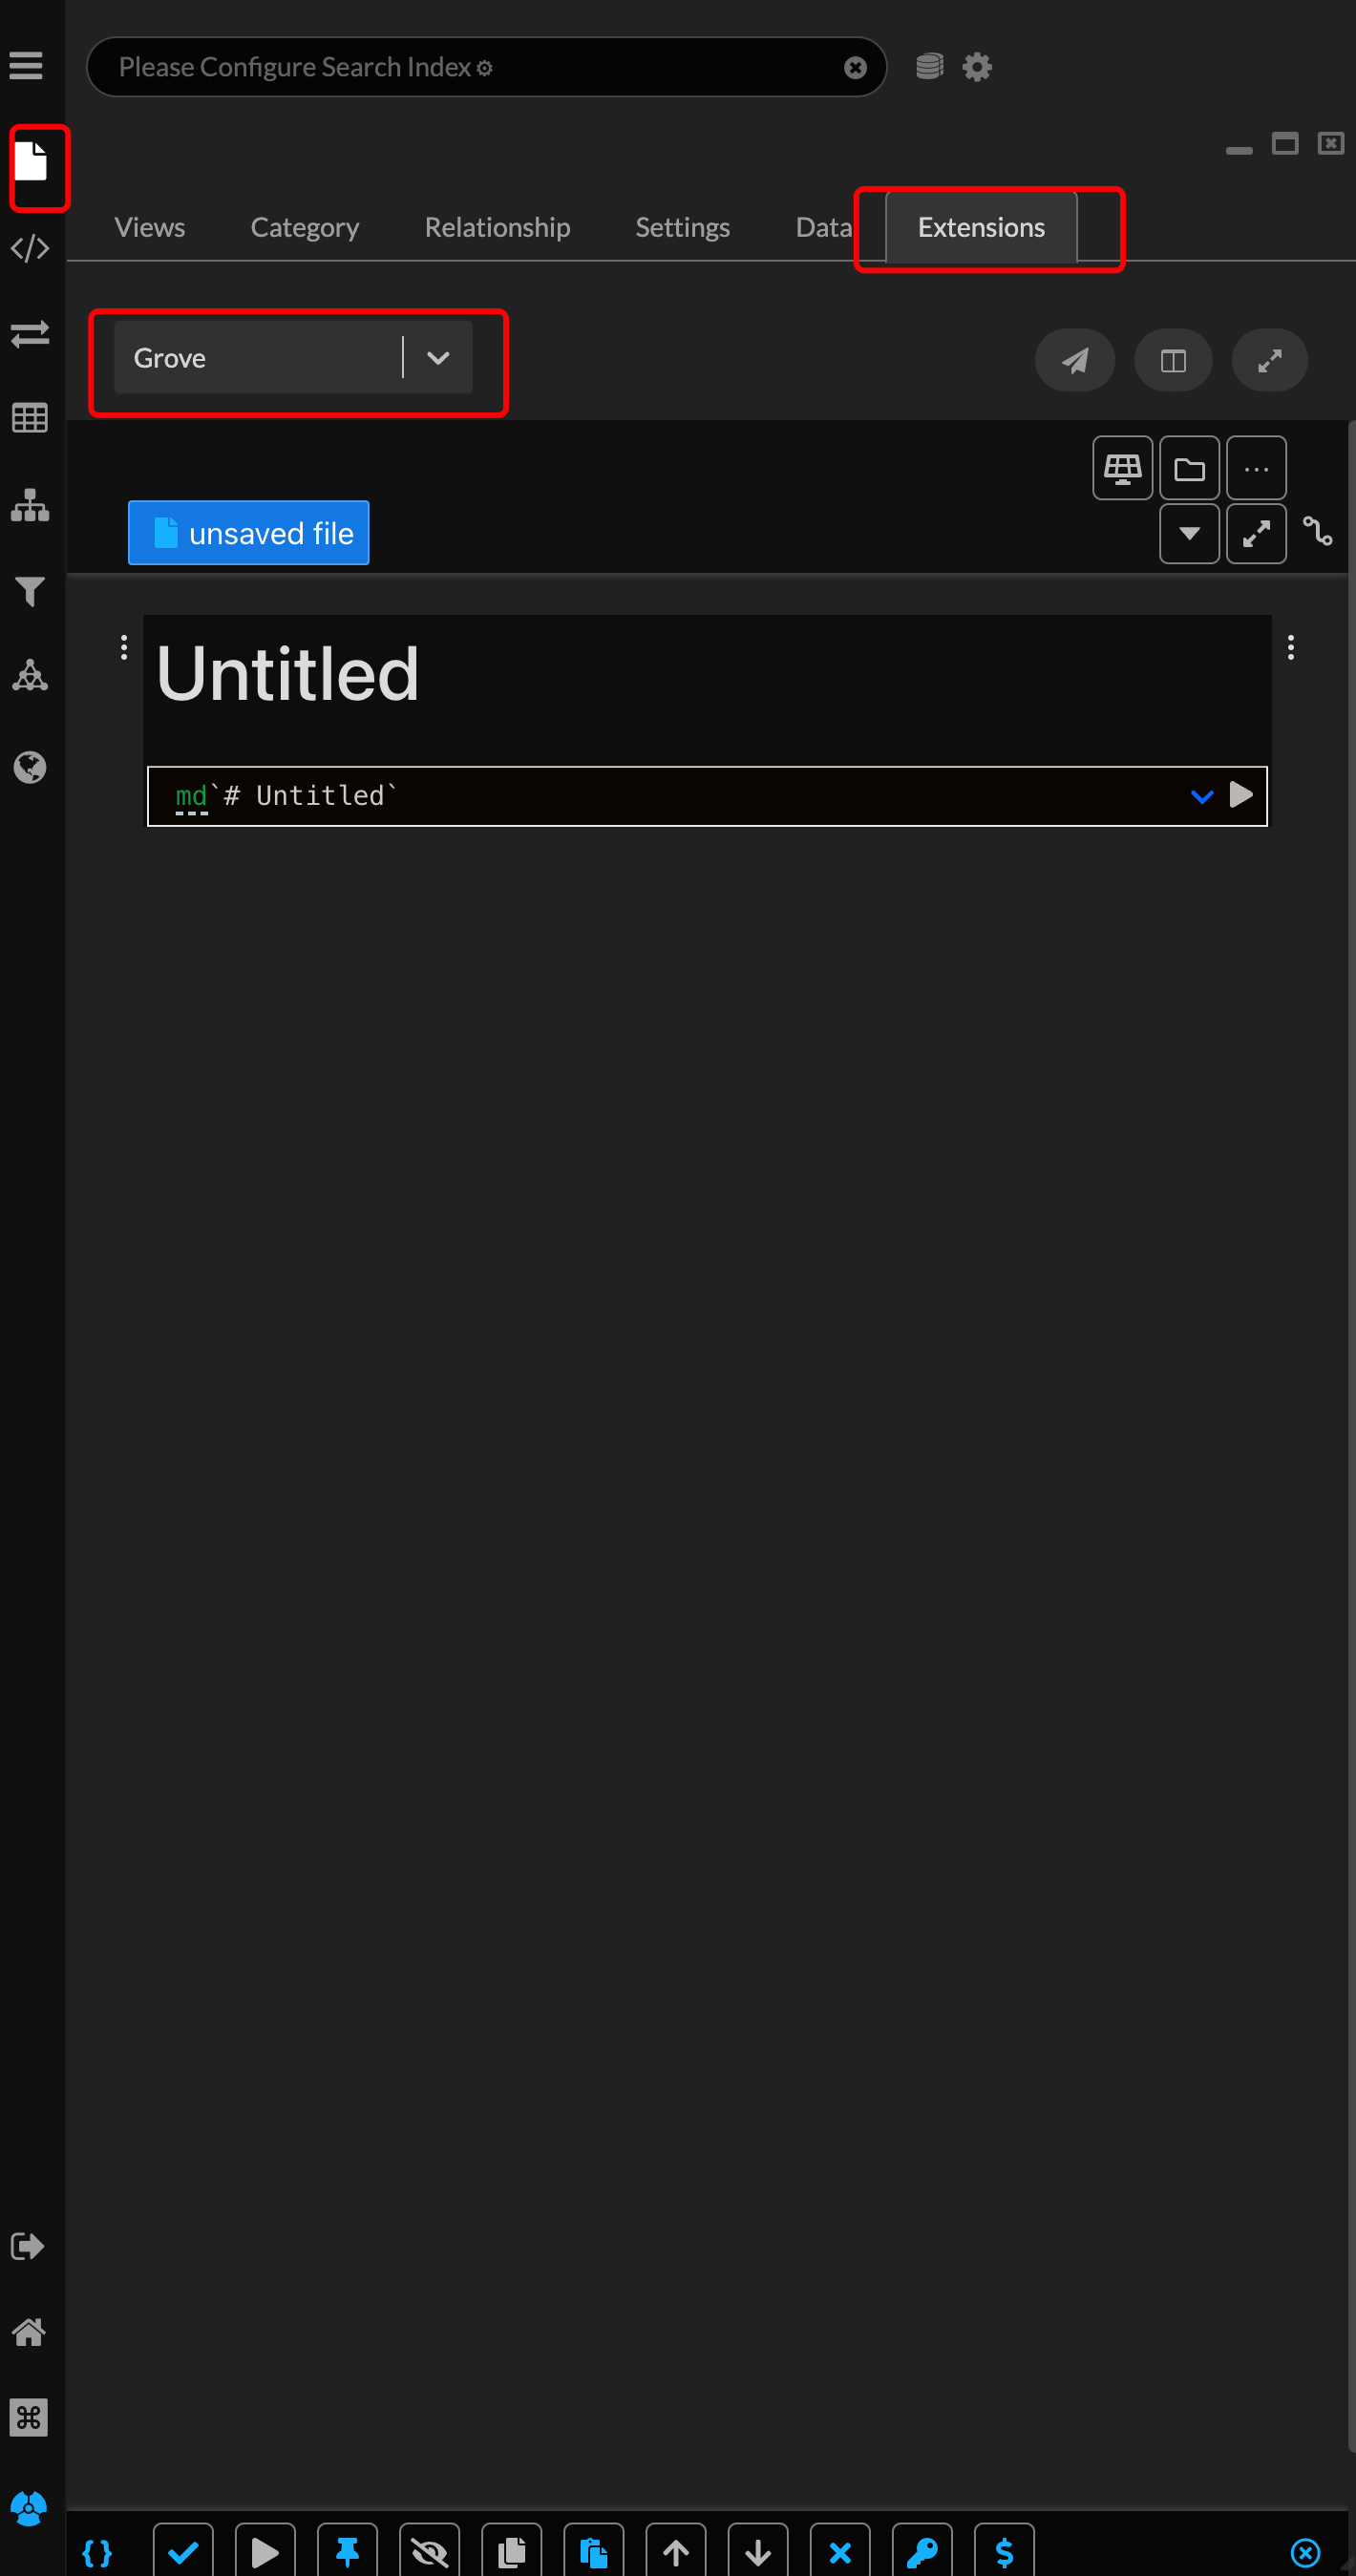 Please Configure Search Index
Views Category Relationship Settings Data Extensions
Grove
unsaved file
Untitled
md`# Untitled`